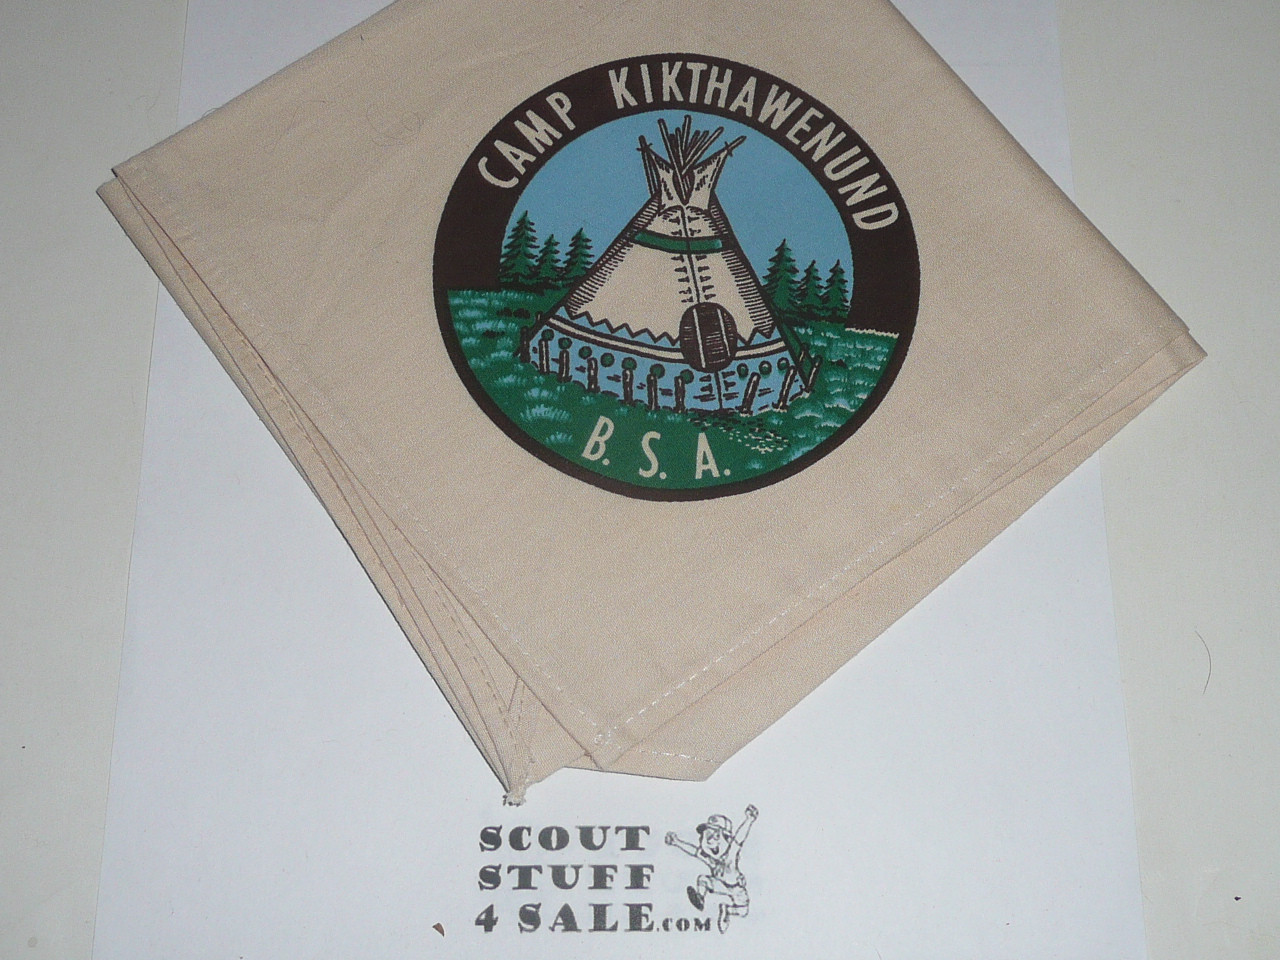 CAMP KIKTHAWENUND
B. S. A.
SCOUT
STUFF
4 SALE.COM